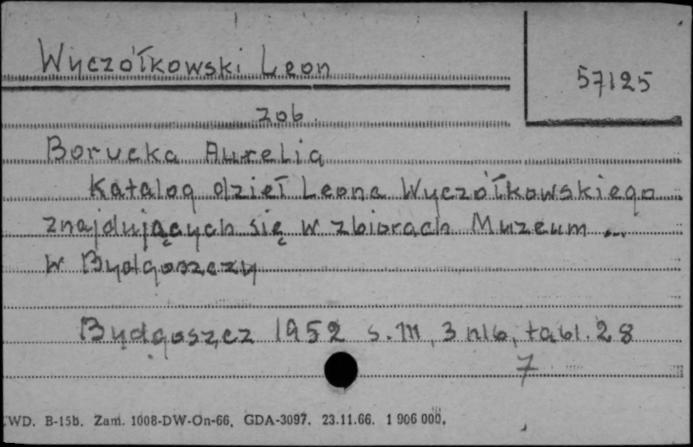 Wyczółkowski Leon
57125
zob.
Borucka Aurelia
Katalog dzieł Leona Wyczółkowskiego
znajdujących się w zbiorach Muzeum ...
w Bydgoszczy
Bydgoszcz 1952 s. 111, 3 nlb, tabl. 28
7
WD. B-15b. Zam. 1008-DW-On-66. GDA-3097. 23.11.66. 1 906 000.